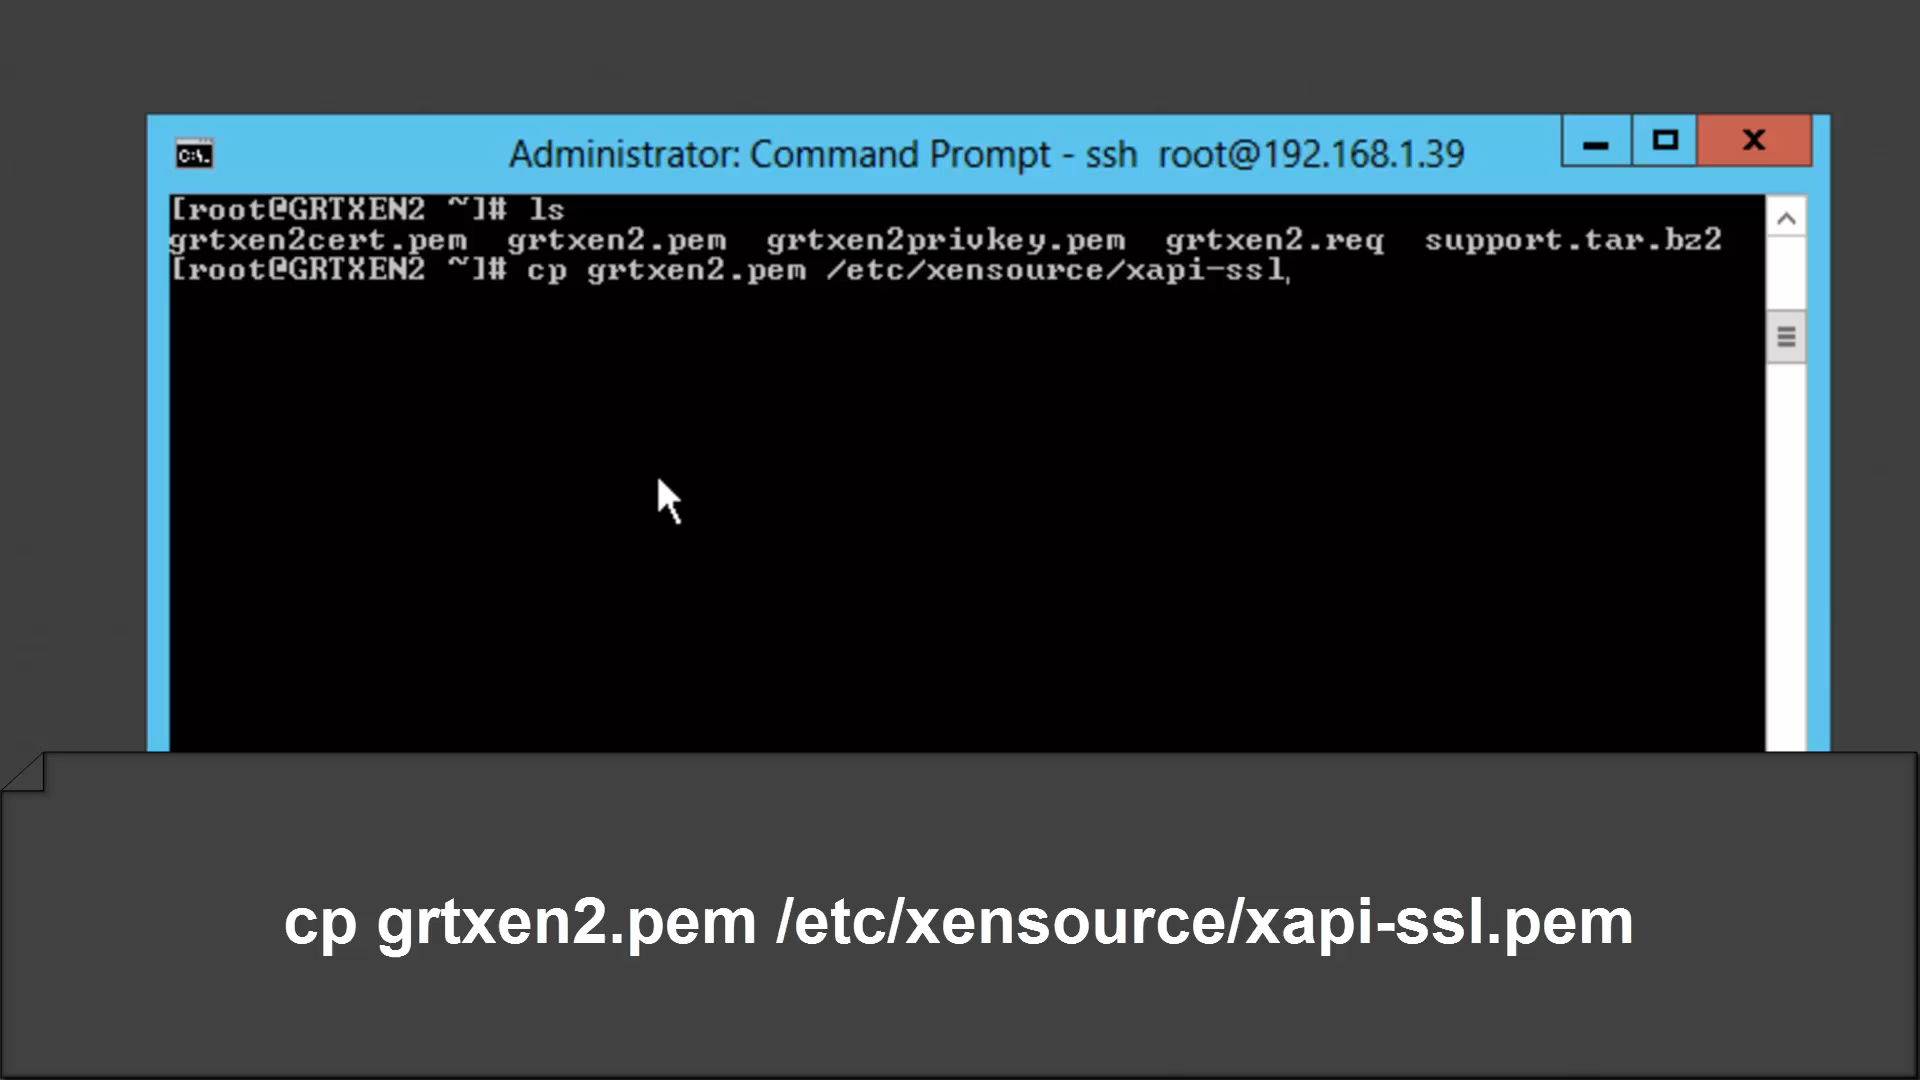 C:\.
Administrator: Command Prompt - ssh  root@192.168.1.39
[root@GRTXEN2 ~]# ls
grtxen2cert.pem  grtxen2.pem  grtxen2privkey.pem  grtxen2.req  support.tar.bz2
[root@GRTXEN2 ~]# cp grtxen2.pem /etc/xensource/xapi-ssl
cp grtxen2.pem /etc/xensource/xapi-ssl.pem